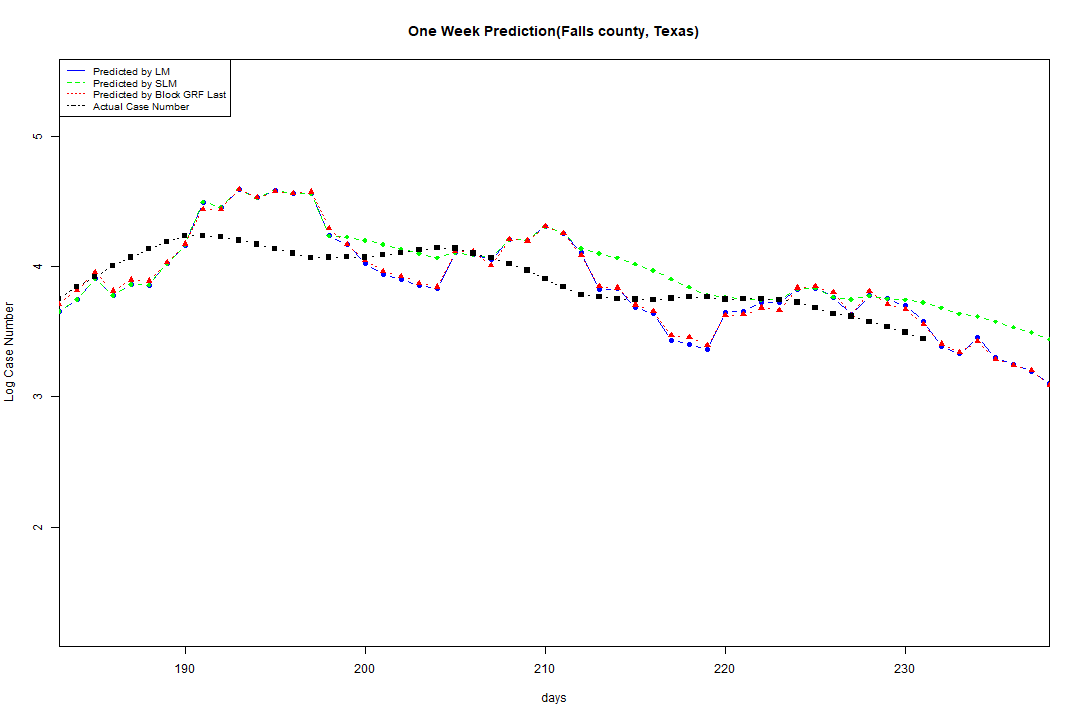 One Week Prediction(Falls county, Texas)
Predicted by LM
Predicted by SLM
Predicted by Block GRF Last
Actual Case Number
5
4
3
2
Log Case Number
190 200 210 220 230
days